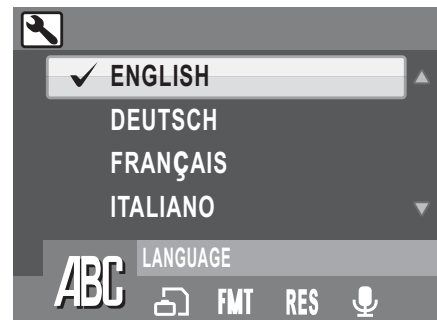 ENGLISH
DEUTSCH
FRANÇAIS
ITALIANO
LANGUAGE
ABC FMT RES